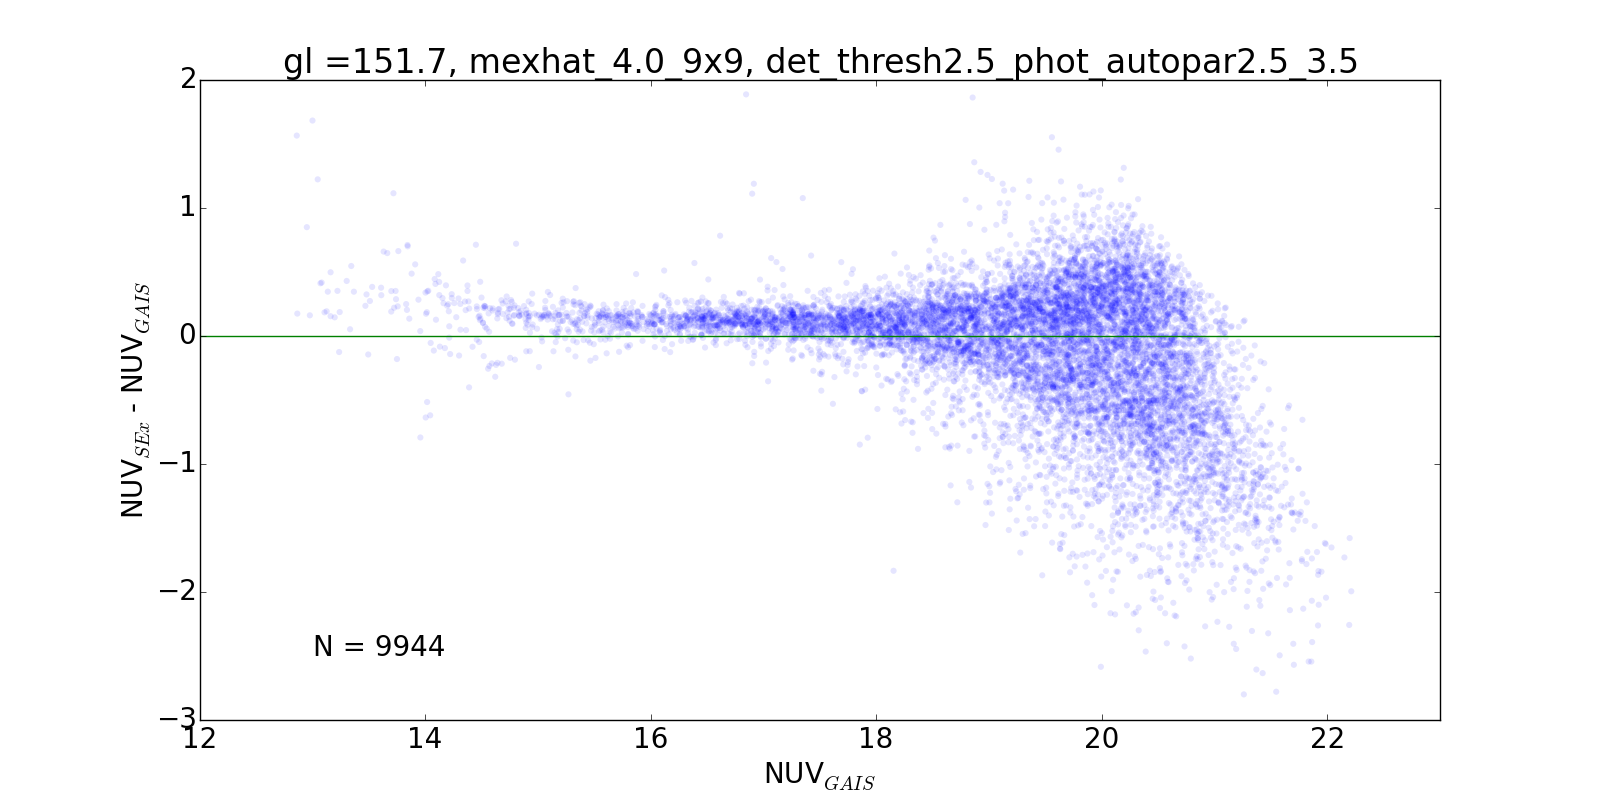 gl =151.7, mexhat_4.0_9x9, det_thresh2.5_phot_autopar2.5_3.5
2
1
0
−1
−2
−3
NUV_SEx - NUV_GAIS
N = 9944
12 14 16 18 20 22
NUV_GAIS